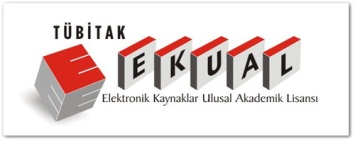 TÜBİTAK
EKUAL
Elektronik Kaynaklar Ulusal Akademik Lisansı